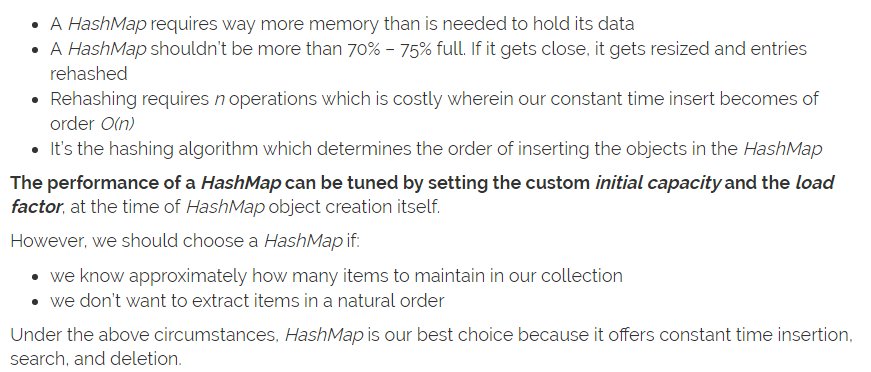 • A HashMap requires way more memory than is needed to hold its data
• A HashMap shouldn't be more than 70% – 75% full. If it gets close, it gets resized and entries
rehashed
• Rehashing requires n operations which is costly wherein our constant time insert becomes of
order O(n)
• It's the hashing algorithm which determines the order of inserting the objects in the HashMap
The performance of a HashMap can be tuned by setting the custom initial capacity and the load
factor, at the time of HashMap object creation itself.
However, we should choose a HashMap if:
• we know approximately how many items to maintain in our collection
• we don't want to extract items in a natural order
Under the above circumstances, HashMap is our best choice because it offers constant time insertion,
search, and deletion.